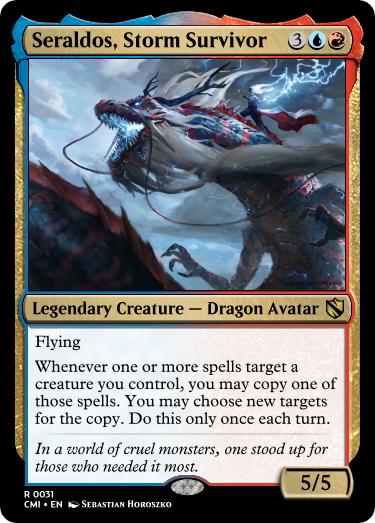 Seraldos, Storm Survivor 3
Legendary Creature — Dragon Avatar
Flying
Whenever one or more spells target a
creature you control, you may copy one of
those spells. You may choose new targets
for the copy. Do this only once each turn.
In a world of cruel monsters, one stood up for
those who needed it most.
5/5
R 0031
CMI • EN Sebastian Horoszko